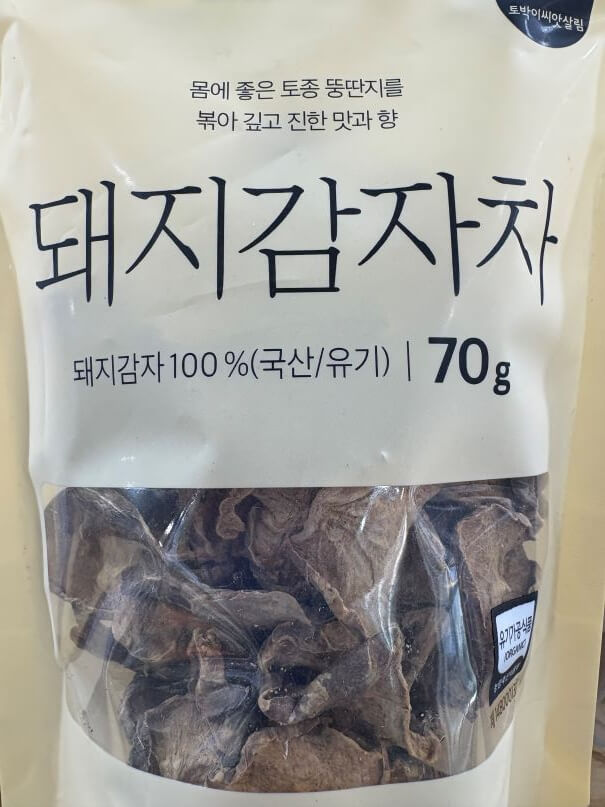 토박이씨앗살림
몸에 좋은 토종 뚱딴지를
볶아 깊고 진한 맛과 향
돼지감자차
돼지감자 100 %(국산/유기) | 70g
유기가공식품
(ORGANIC)